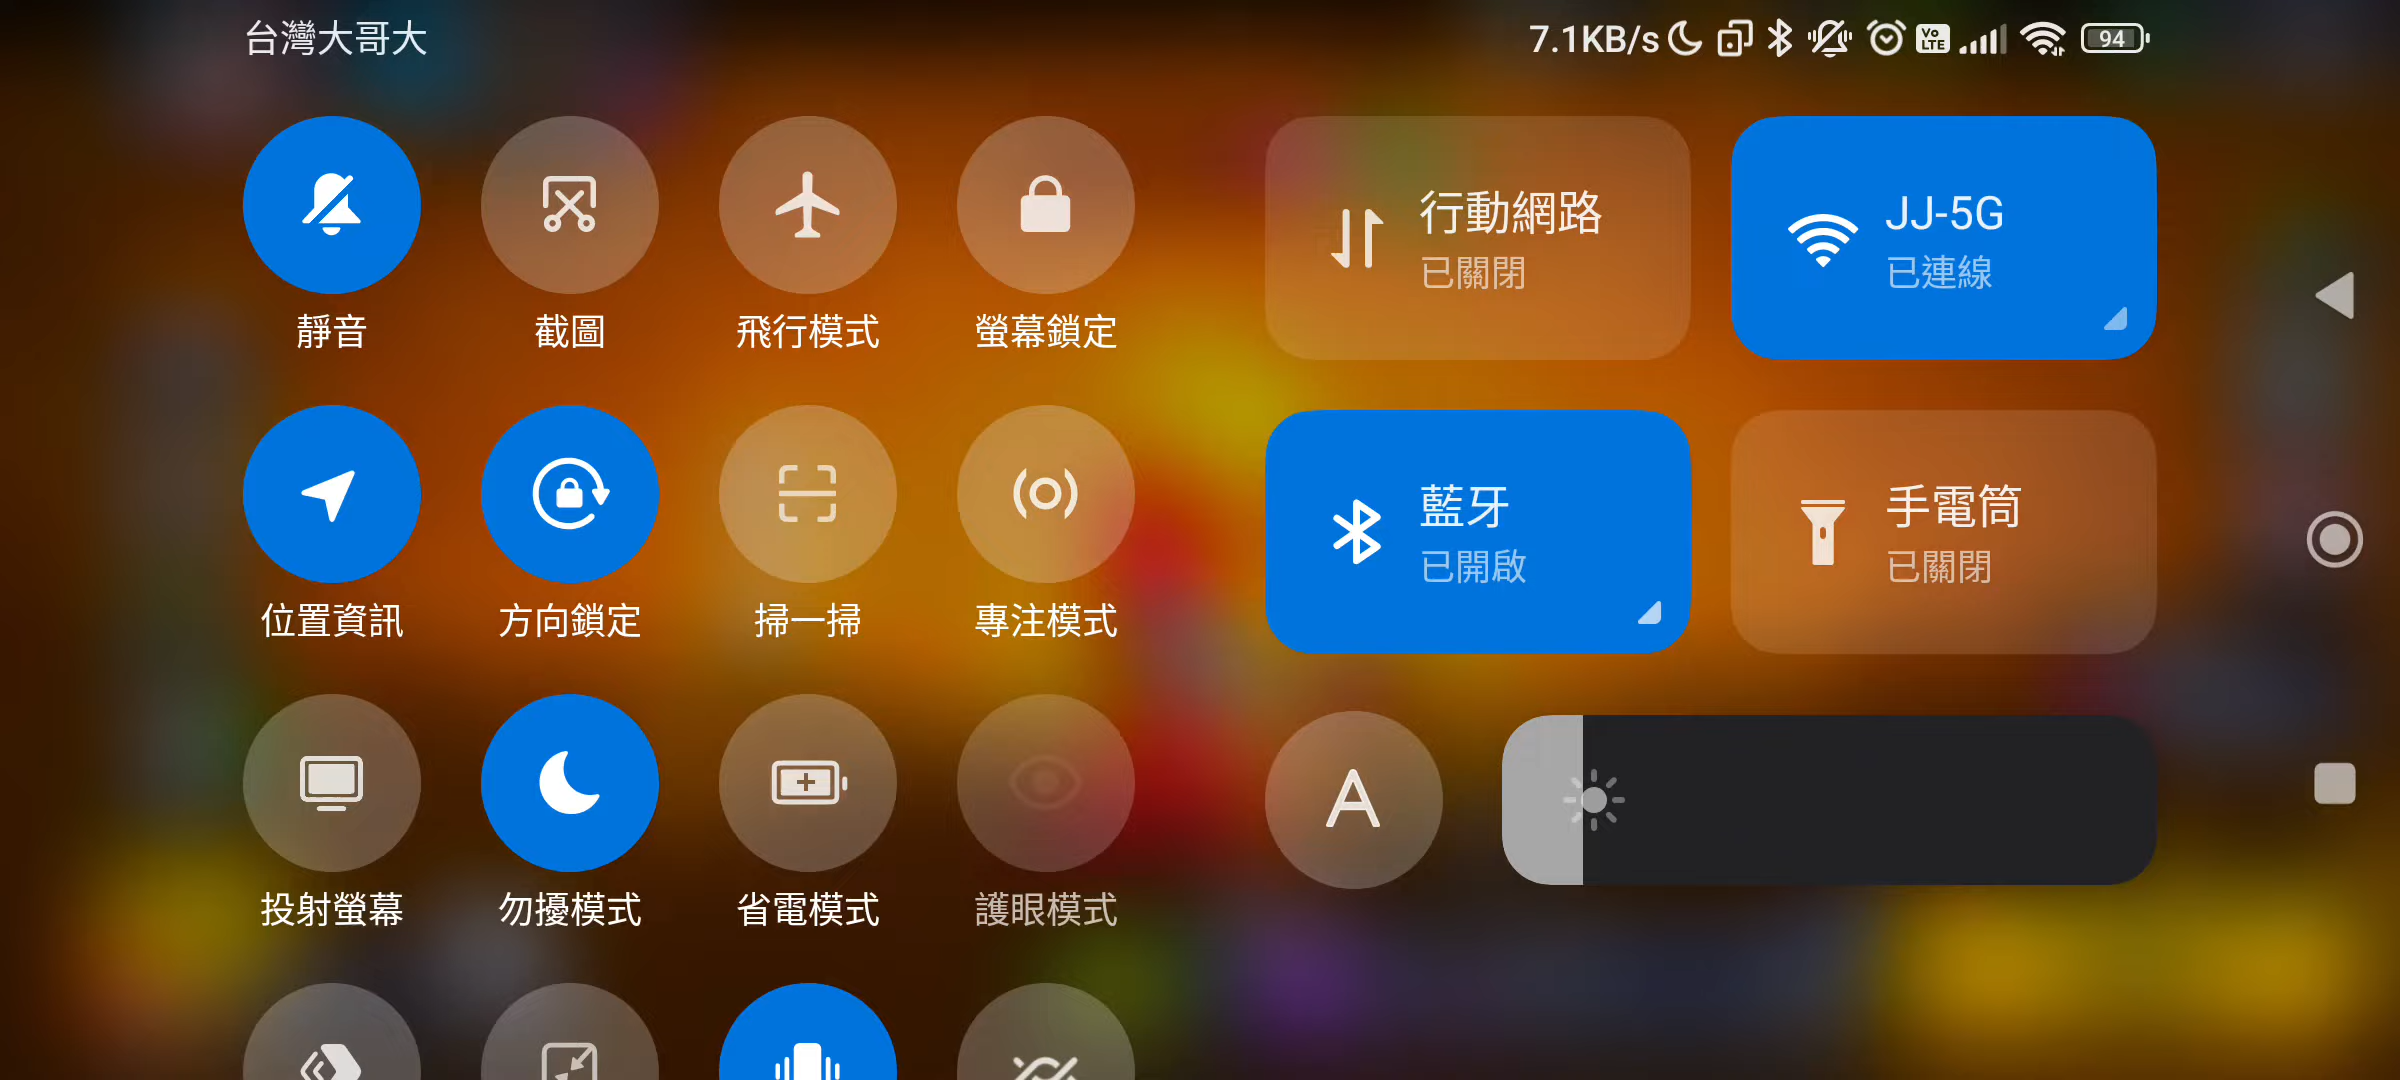 台灣大哥大
7.1KB/s
Vo LTE
94
靜音
截圖
飛行模式
螢幕鎖定
行動網路
已關閉
JJ-5G
已連線
位置資訊
方向鎖定
掃一掃
專注模式
藍牙
已開啟
手電筒
已關閉
投射螢幕
勿擾模式
省電模式
護眼模式
A